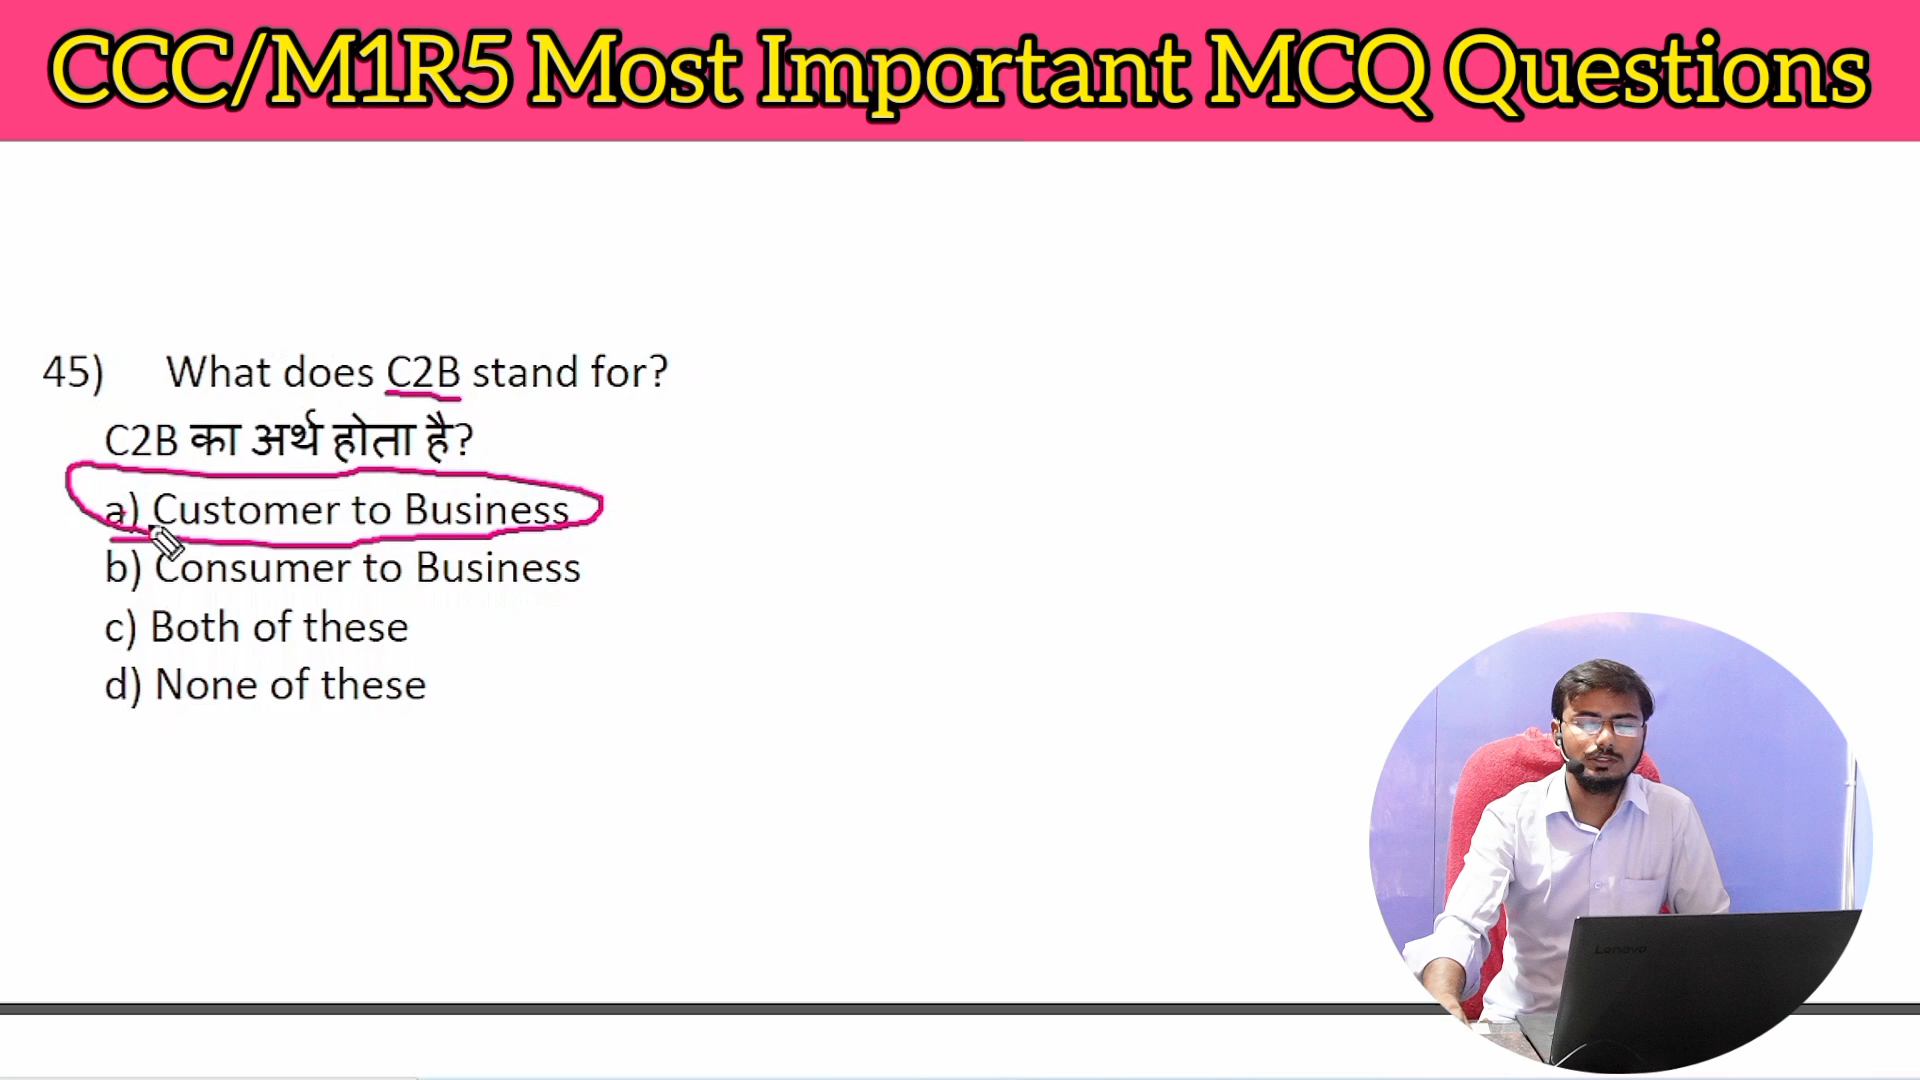 CCC/M1R5 Most Important MCQ Questions
45) What does C2B stand for?
C2B का अर्थ होता है?
a) Customer to Business
b) Consumer to Business
c) Both of these
d) None of these
Lenovo